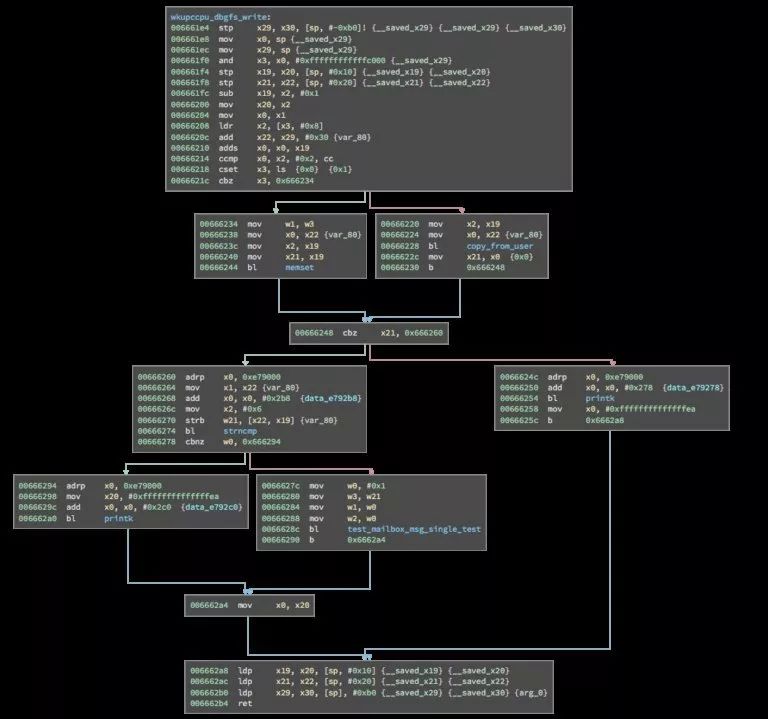 wkupccpu_dbgfs_write:
006661e4 stp x29, x30, [sp, #-0xb0]! {__saved_x29} {__saved_x29} {__saved_x30}
006661e8 mov x0, sp {__saved_x29}
006661ec mov x29, sp {__saved_x29}
006661f0 and x3, x0, #0xffffffffffffc000 {__saved_x29}
006661f4 stp x19, x20, [sp, #0x10] {__saved_x19} {__saved_x20}
006661f8 stp x21, x22, [sp, #0x20] {__saved_x21} {__saved_x22}
006661fc sub x19, x2, #0x1
00666200 mov x20, x2
00666204 mov x0, x1
00666208 ldr x2, [x3, #0x8]
0066620c add x22, x29, #0x30 {var_80}
00666210 adds x0, x0, x19
00666214 ccmp x0, x2, #0x2, cc
00666218 cset x3, ls {0x0} {0x1}
0066621c cbz x3, 0x666234
00666234 mov w1, w3
00666238 mov x0, x22 {var_80}
0066623c mov x2, x19
00666240 mov x21, x19
00666244 bl memset
00666220 mov x2, x19
00666224 mov x0, x22 {var_80}
00666228 bl copy_from_user
0066622c mov x21, x0 {0x0}
00666230 b 0x666248
00666248 cbz x21, 0x666260
00666260 adrp x0, 0xe79000
00666264 mov x1, x22 {var_80}
00666268 add x0, x0, #0x2b8 {data_e792b8}
0066626c mov x2, #0x6
00666270 strb w21, [x22, x19] {var_80}
00666274 bl strncmp
00666278 cbnz w0, 0x666294
0066624c adrp x0, 0xe79000
00666250 add x0, x0, #0x278 {data_e79278}
00666254 bl printk
00666258 mov x0, #0xffffffffffffffea
0066625c b 0x6662a8
00666294 adrp x0, 0xe79000
00666298 mov x20, #0xffffffffffffffea
0066629c add x0, x0, #0x2c0 {data_e792c0}
006662a0 bl printk
0066627c mov w0, #0x1
00666280 mov w3, w21
00666284 mov w1, w0
00666288 mov w2, w0
0066628c bl test_mailbox_msg_single_test
00666290 b 0x6662a4
006662a4 mov x0, x20
006662a8 ldp x19, x20, [sp, #0x10] {__saved_x19} {__saved_x20}
006662ac ldp x21, x22, [sp, #0x20] {__saved_x21} {__saved_x22}
006662b0 ldp x29, x30, [sp], #0xb0 {__saved_x29} {__saved_x30} {arg_0}
006662b4 ret